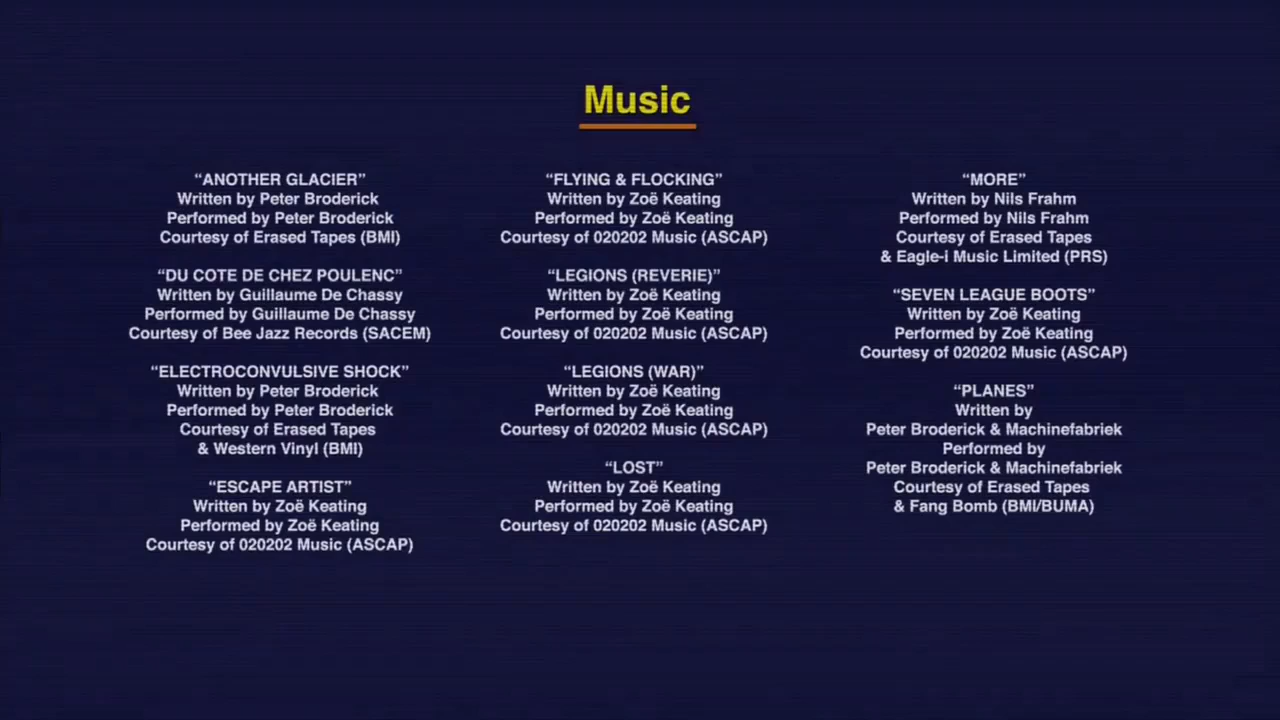 Music
“ANOTHER GLACIER”
Written by Peter Broderick
Performed by Peter Broderick
Courtesy of Erased Tapes (BMI)
“DU COTE DE CHEZ POULENC”
Written by Guillaume De Chassy
Performed by Guillaume De Chassy
Courtesy of Bee Jazz Records (SACEM)
“ELECTROCONVULSIVE SHOCK”
Written by Peter Broderick
Performed by Peter Broderick
Courtesy of Erased Tapes
& Western Vinyl (BMI)
“ESCAPE ARTIST”
Written by Zoë Keating
Performed by Zoë Keating
Courtesy of 020202 Music (ASCAP)
“FLYING & FLOCKING”
Written by Zoë Keating
Performed by Zoë Keating
Courtesy of 020202 Music (ASCAP)
“LEGIONS (REVERIE)”
Written by Zoë Keating
Performed by Zoë Keating
Courtesy of 020202 Music (ASCAP)
“LEGIONS (WAR)”
Written by Zoë Keating
Performed by Zoë Keating
Courtesy of 020202 Music (ASCAP)
“LOST”
Written by Zoë Keating
Performed by Zoë Keating
Courtesy of 020202 Music (ASCAP)
“MORE”
Written by Nils Frahm
Performed by Nils Frahm
Courtesy of Erased Tapes
& Eagle-i Music Limited (PRS)
“SEVEN LEAGUE BOOTS”
Written by Zoë Keating
Performed by Zoë Keating
Courtesy of 020202 Music (ASCAP)
“PLANES”
Written by
Peter Broderick & Machinefabriek
Performed by
Peter Broderick & Machinefabriek
Courtesy of Erased Tapes
& Fang Bomb (BMI/BUMA)